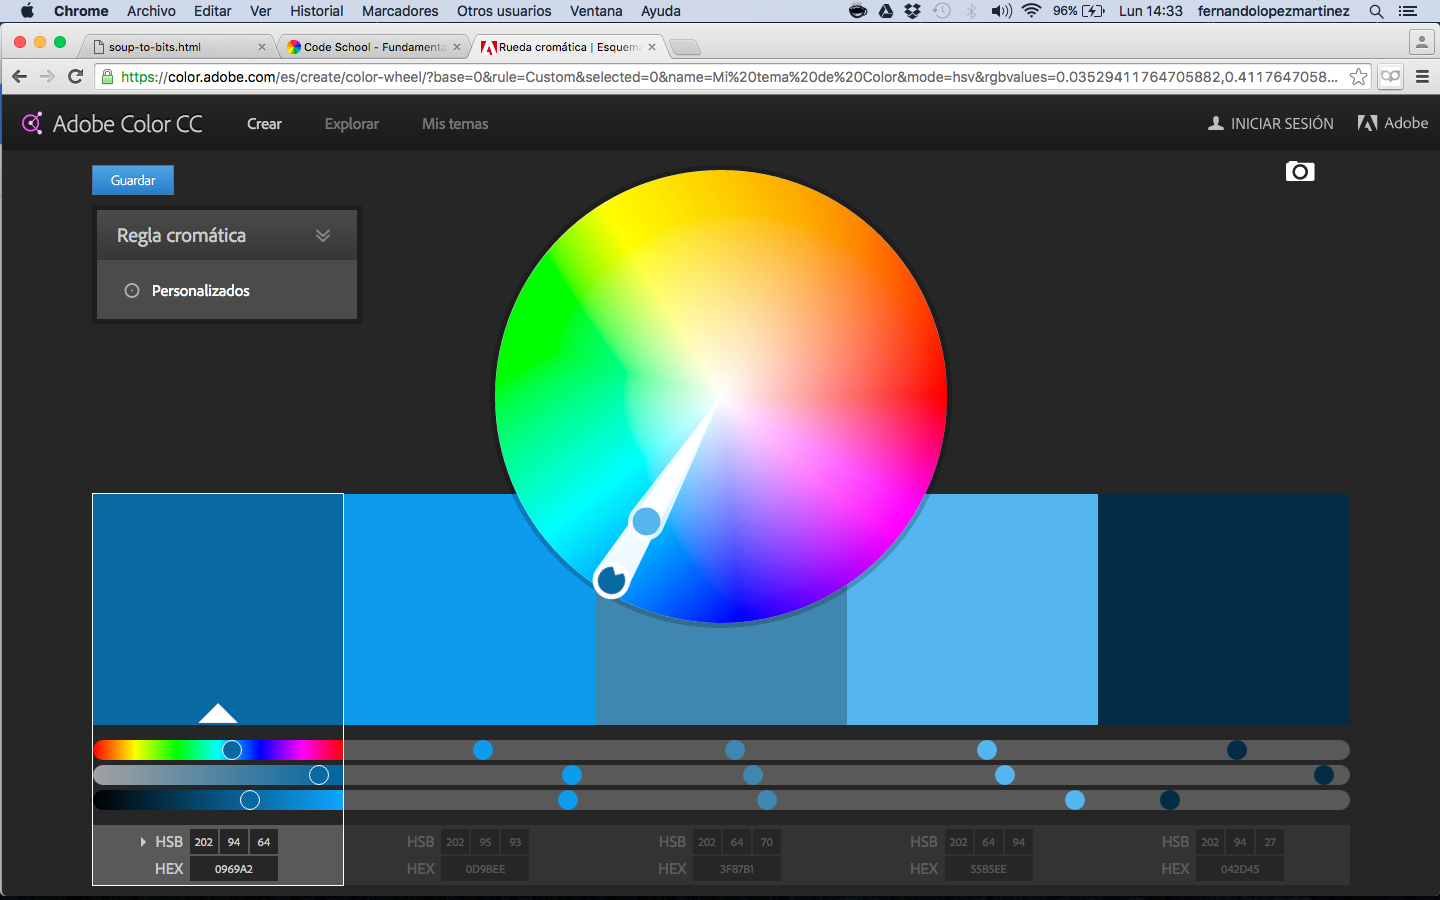 Chrome Archivo Editar Ver Historial Marcadores Otros usuarios Ventana Ayuda 96% Lun 14:33 fernandolopezmartinez
soup-to-bits.html Code School - Fundamenta Rueda cromática | Esquem
https://color.adobe.com/es/create/color-wheel/?base=0&rule=Custom&selected=0&name=Mi%20tema%20de%20Color&mode=hsv&rgbvalues=0.03529411764705882,0.4117647058...
Adobe Color CC Crear Explorar Mis temas INICIAR SESIÓN Adobe
Guardar
Regla cromática
Personalizados
HSB 202 94 64 HSB 202 95 93 HSB 202 64 70 HSB 202 64 94 HSB 202 94 27
HEX 0969A2 HEX 0D9BEE HEX 3F87B1 HEX 55B5EE HEX 042D45